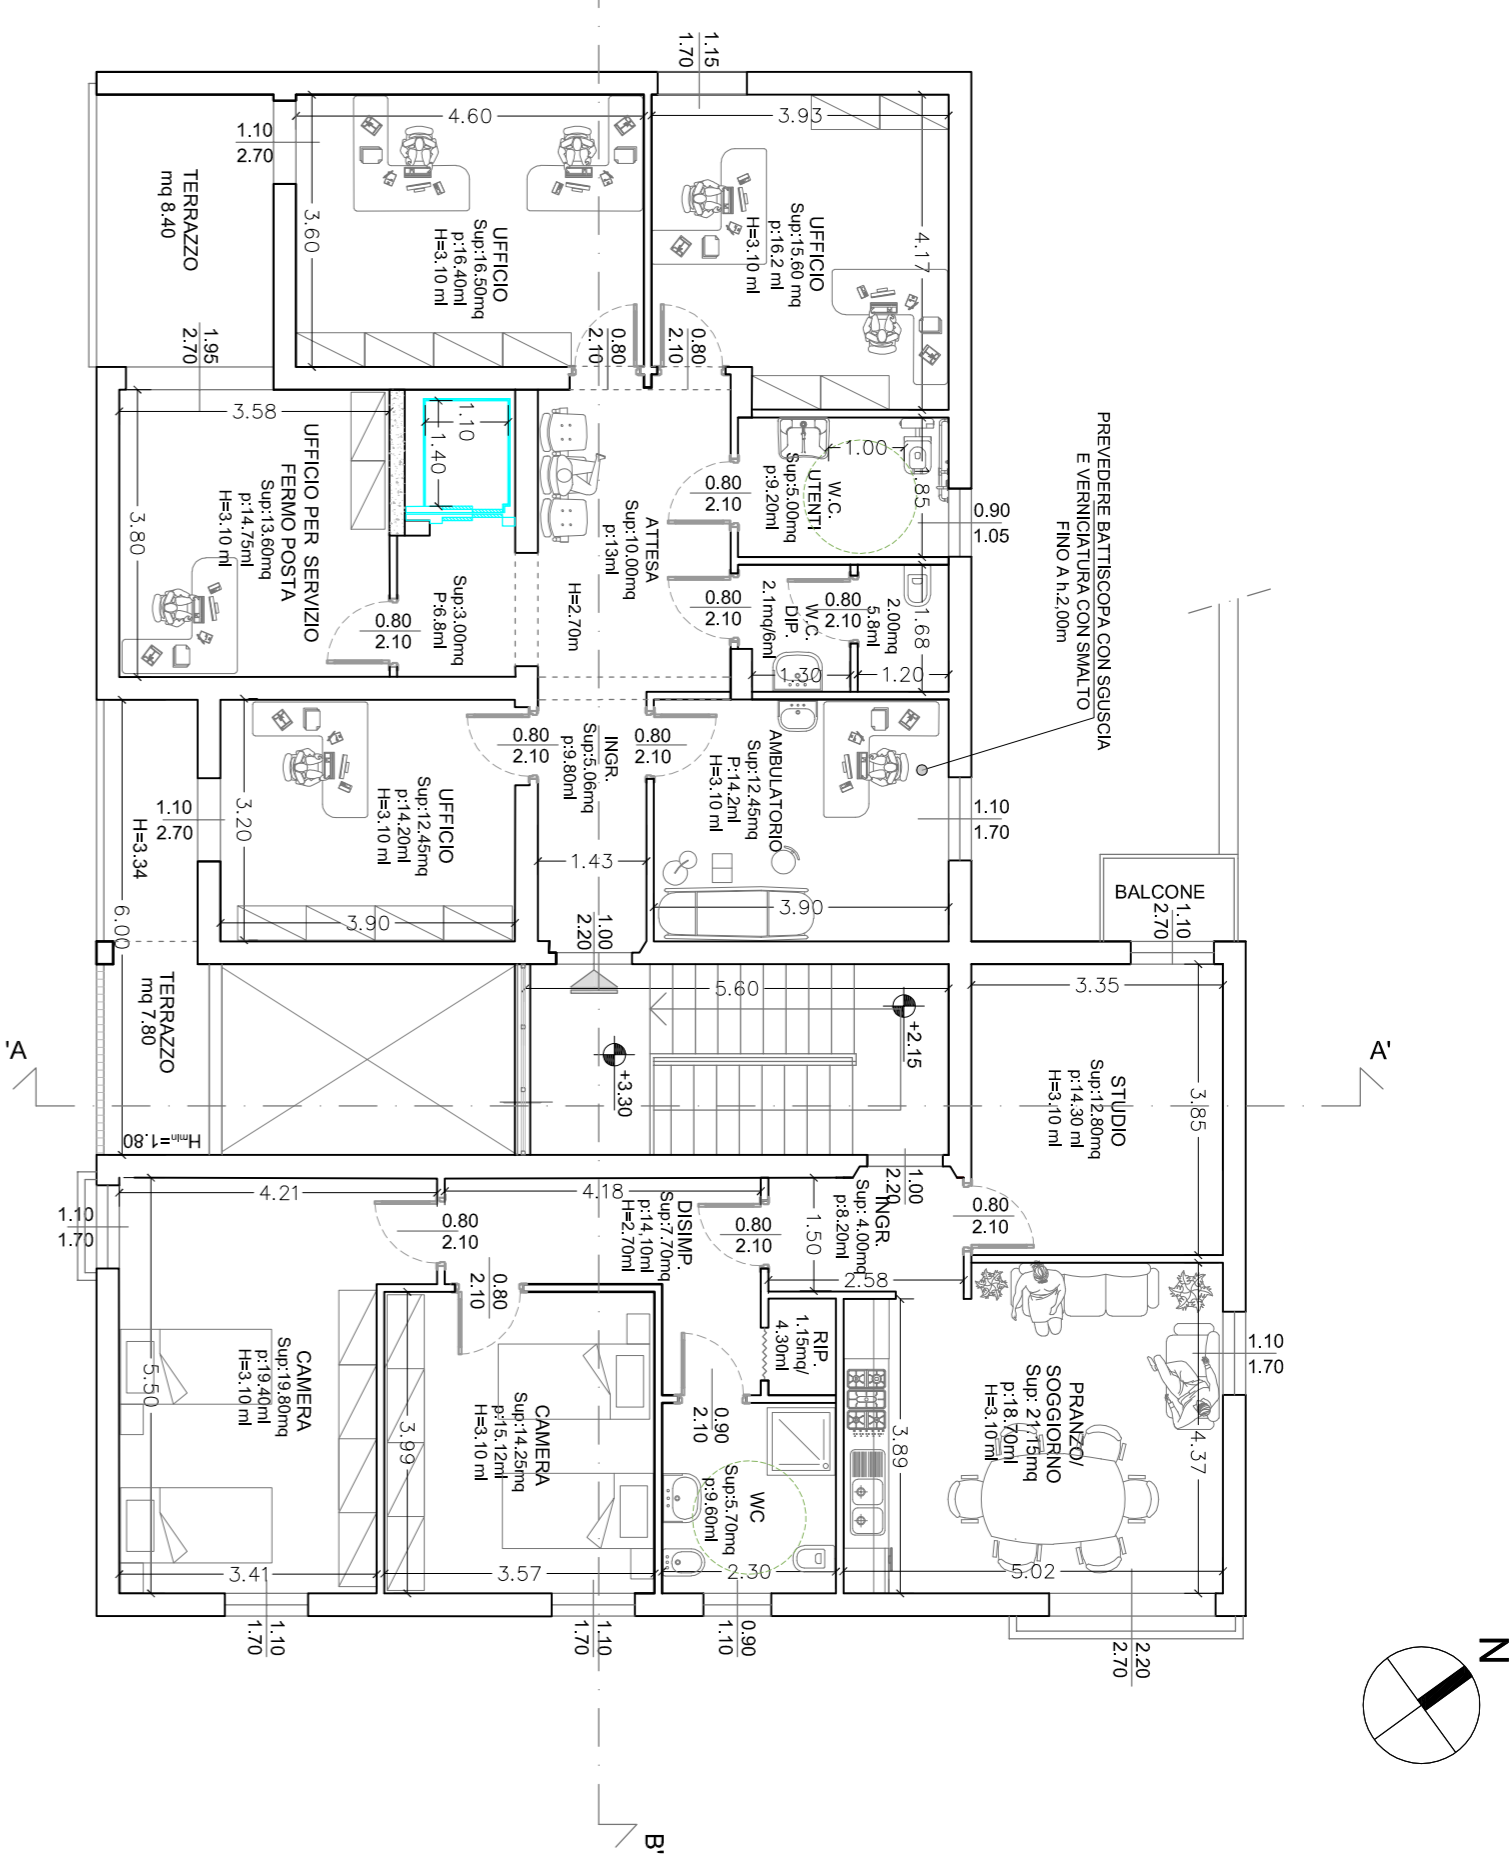 1.15
1.70
4.60
3.93
1.10
2.70
TERRAZZO
mq 8.40
3.60
UFFICIO
Sup:16.50mq
p:16.40ml
H=3.10 ml
UFFICIO
Sup:15.60 mq
p:16.2 ml
H=3.10 ml
4.17
1.95
2.70
0.80
2.10
0.80
2.10
3.58
1.10
1.40
3.80
UFFICIO PER SERVIZIO
FERMO POSTA
Sup:13.60mq
p:14.75ml
H=3.10 ml
0.80
2.10
Sup:3.00mq
P:6.8ml
ATTESA
Sup:10.00mq
p:13ml
H=2.70m
0.80
2.10
W.C.
UTENTI
Sup:5.00mq
p:9.20ml
1.00
1.85
0.90
1.05
0.80
2.10
W.C.
DIP.
2.1mq/6ml
0.80
2.10
2.00mq
5.8ml
1.68
1.30
1.20
PREVEDERE BATTISCOPA CON SGUSCIA
E VERNICIATURA CON SMALTO
FINO A h.2,00m
0.80
2.10
INGR.
Sup:5.06mq
p:9.80ml
0.80
2.10
AMBULATORIO
Sup:12.45mq
P:14.2ml
H=3.10 ml
1.10
1.70
1.10
2.70
H=3.34
3.20
UFFICIO
Sup:12.45mq
p:14.20ml
H=3.10 ml
6.00
3.90
1.43
3.90
1.00
2.20
BALCONE
1.10
2.70
TERRAZZO
mq 7.80
5.60
+2.15
+3.30
3.35
STUDIO
Sup:12.80mq
p:14.30 ml
H=3.10 ml
3.85
'A
A'
Hmin=1.80
1.00
2.20
4.21
4.18
1.10
1.70
0.80
2.10
DISIMP.
Sup:7.70mq
p:14,10ml
H=2.70ml
0.80
2.10
1.50
INGR.
Sup: 4.00mq
p:8.20ml
0.80
2.10
2.58
0.80
2.10
RIP.
1.15mq/
4.30ml
1.10
1.70
5.50
CAMERA
Sup:19.80mq
p:19.40ml
H=3.10 ml
3.99
CAMERA
Sup:14.25mq
p:15.12ml
H=3.10 ml
0.90
2.10
WC
Sup:5.70mq
p:9.60ml
3.89
PRANZO/
SOGGIORNO
Sup: 21.15mq
p:18.70ml
H=3.10 ml
4.37
3.41
3.57
2.30
5.02
1.10
1.70
1.10
1.70
0.90
1.10
2.20
2.70
N
B'